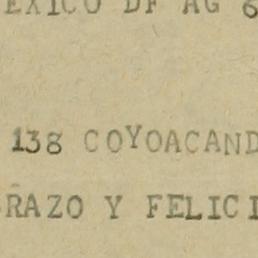 EXICO DF AG 6
138 COYOACAND
RAZO Y FELICI